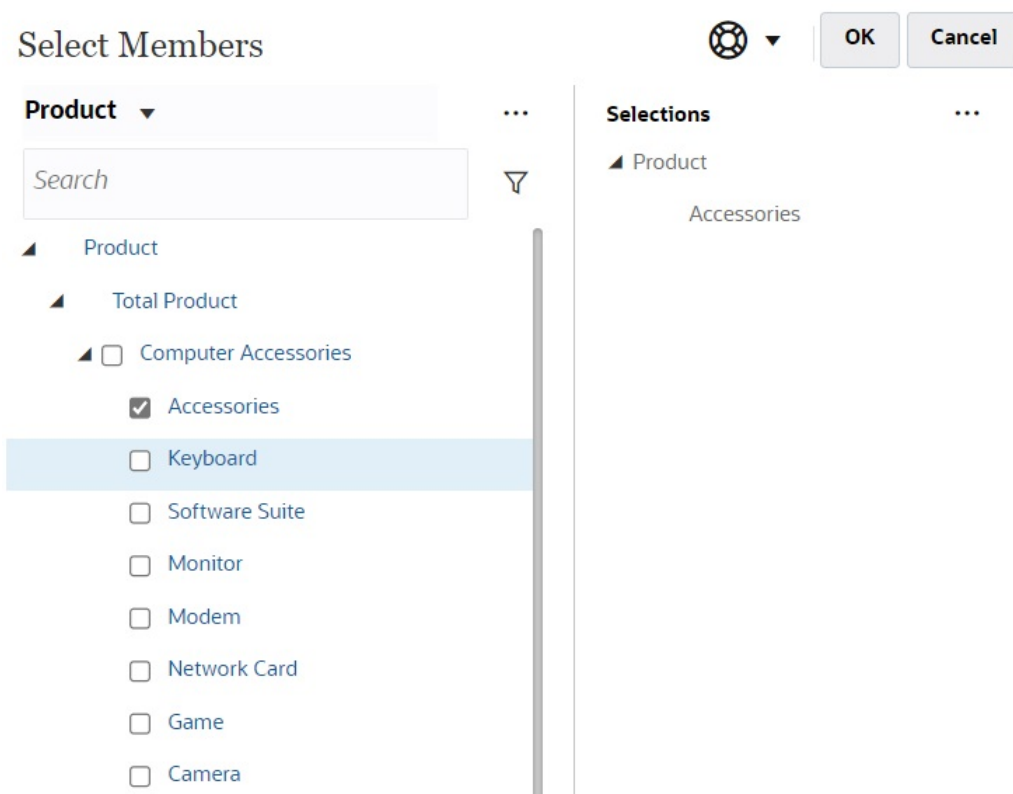 Select Members
OK
Cancel
Product
...
Search
Product
Total Product
Computer Accessories
Accessories
Keyboard
Software Suite
Monitor
Modem
Network Card
Game
Camera
Selections
...
Product
Accessories